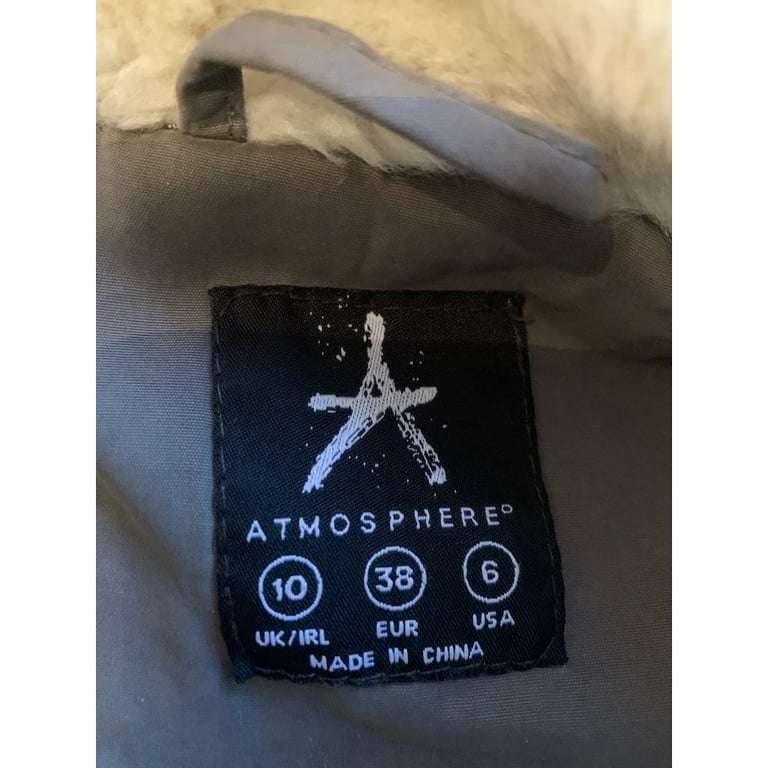 ATMOSPHERE°
10 38 6
UK/IRL EUR USA
MADE IN CHINA